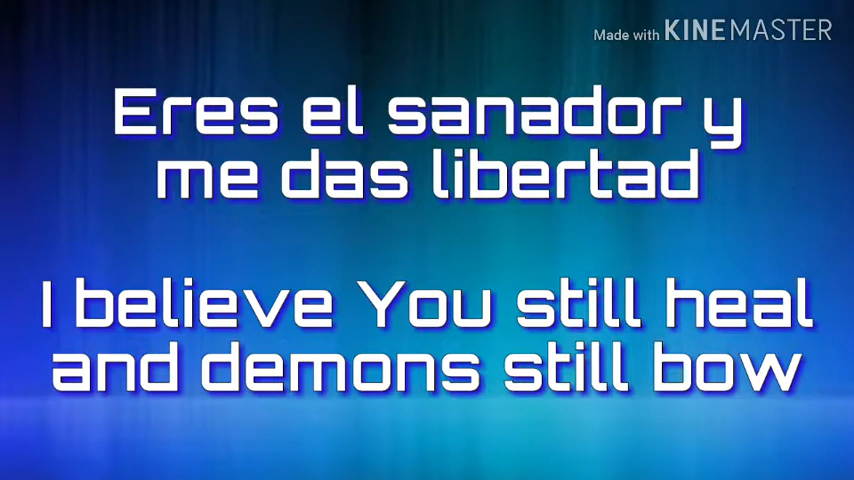 Made with KINEMASTER
Eres el sanador y
me das libertad
I believe You still heal
and demons still bow